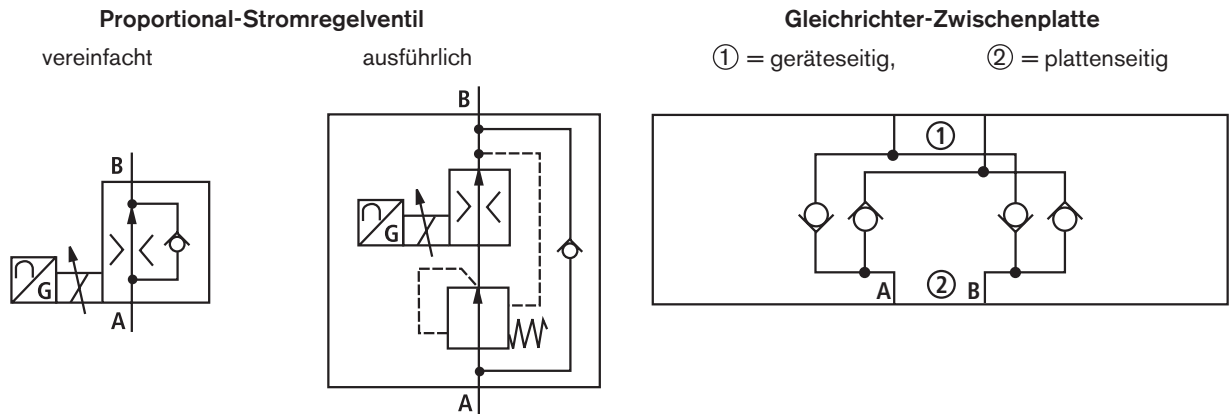 Proportional-Stromregelventil
vereinfacht
ausführlich
B
G
A
B
G
A
Gleichrichter-Zwischenplatte
① = geräteseitig, ② = plattenseitig
①
A ② B